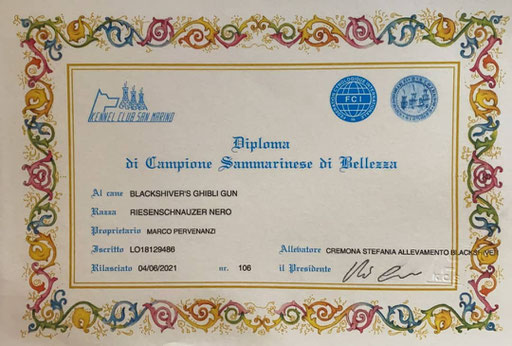 KENNEL CLUB SAN MARINO
FCI
Diploma
di Campione Sammarinese di Bellezza
Al cane BLACKSHIVER'S GHIBLI GUN
Razza RIESENSCHNAUZER NERO
Proprietario MARCO PERVENANZI
Iscritto LO18129486 Allevatore CREMONA STEFANIA ALLEVAMENTO
Rilasciato 04/06/2021 nr. 106 il Presidente